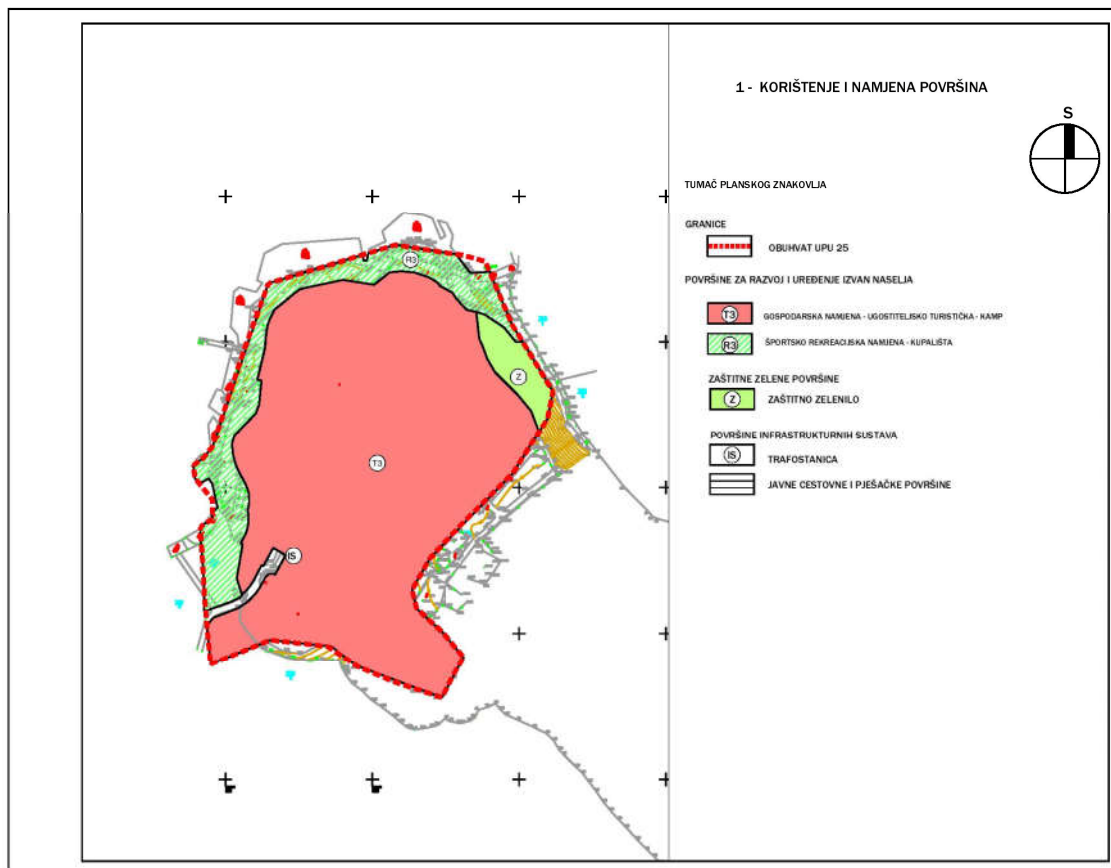 1 - KORIŠTENJE I NAMJENA POVRŠINA
S
TUMAČ PLANSKOG ZNAKOVLJA
GRANICE
OBUHVAT UPU 25
POVRŠINE ZA RAZVOJ I UREĐENJE IZVAN NASELJA
T3 GOSPODARSKA NAMJENA - UGOSTITELJSKO TURISTIČKA - KAMP
R3 ŠPORTSKO REKREACIJSKA NAMJENA - KUPALIŠTA
ZAŠTITNE ZELENE POVRŠINE
Z ZAŠTITNO ZELENILO
POVRŠINE INFRASTRUKTURNIH SUSTAVA
IS TRAFOSTANICA
JAVNE CESTOVNE I PJEŠAČKE POVRŠINE
R3
Z
T3
IS